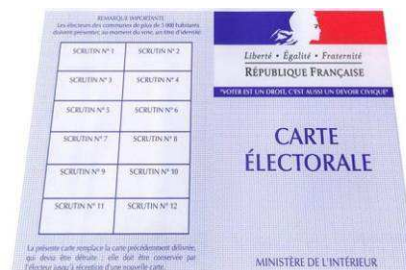 REMARQUE IMPORTANTE
Les électeurs des communes de plus de 5 000 habitants
doivent présenter, au moment du vote, un titre d'identité
SCRUTIN N° 1 SCRUTIN N° 2
SCRUTIN N° 3 SCRUTIN N° 4
SCRUTIN N° 5 SCRUTIN N° 6
SCRUTIN N° 7 SCRUTIN N° 8
SCRUTIN N° 9 SCRUTIN N° 10
SCRUTIN N° 11 SCRUTIN N° 12
La présente carte remplace la carte précédemment délivrée,
qui devra être détruite ; elle doit être conservée par
l'électeur jusqu'à réception d'une nouvelle carte.
Liberté • Égalité • Fraternité
RÉPUBLIQUE FRANÇAISE
"VOTER EST UN DROIT, C'EST AUSSI UN DEVOIR CIVIQUE"
CARTE
ÉLECTORALE
MINISTÈRE DE L'INTÉRIEUR